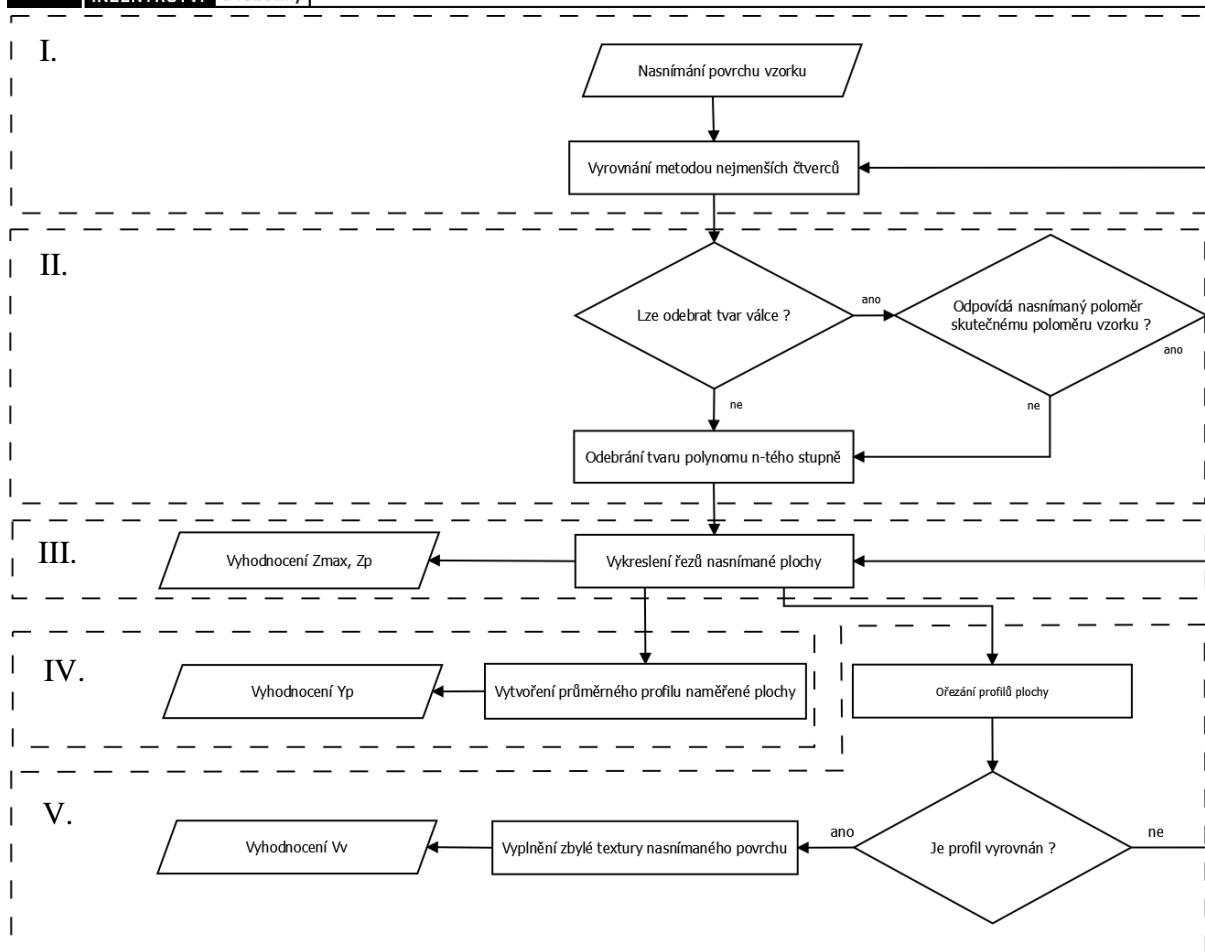 I.
Nasnímání povrchu vzorku
Vyrovnání metodou nejmenších čtverců
II.
Lze odebrat tvar válce ?
ano
Odpovídá nasnímaný poloměr
skutečnému poloměru vzorku ?
ano
ne
ne
Odebrání tvaru polynomu n-tého stupně
III.
Vyhodnocení Zmax, Zp
Vykreslení řezů nasnímané plochy
IV.
Vyhodnocení Yp
Vytvoření průměrného profilu naměřené plochy
Ořezání profilů plochy
V.
Vyhodnocení Vv
Vyplnění zbylé textury nasnímaného povrchu
ano
Je profil vyrovnán ?
ne